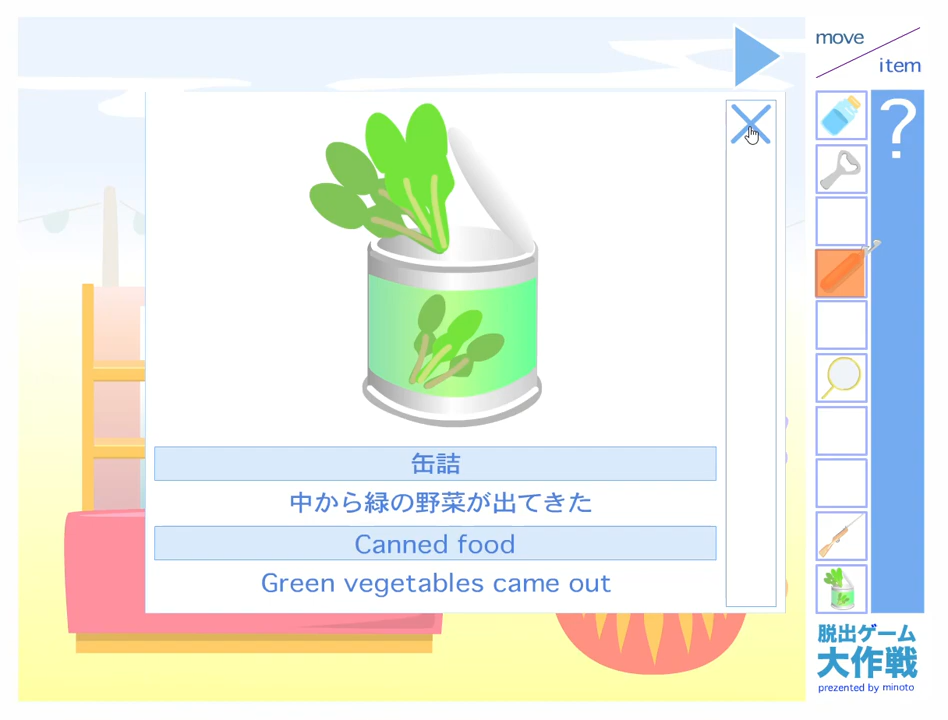 move
item
?
缶詰
中から緑の野菜が出てきた
Canned food
Green vegetables came out
脱出ゲーム
大作戦
prezented by minoto